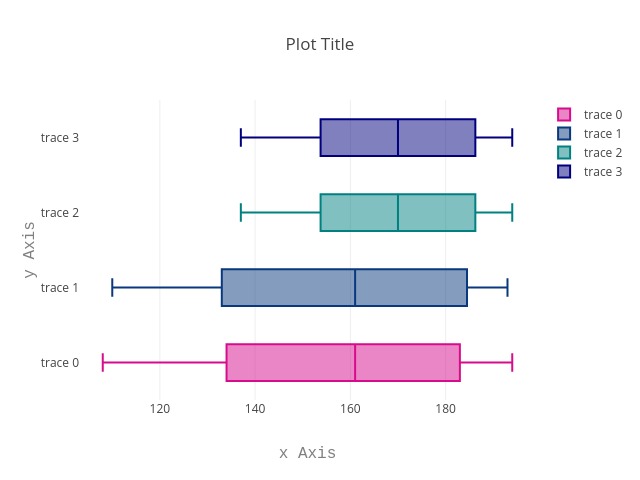 Plot Title
trace 3
trace 2
trace 1
trace 0
y Axis
120
140
160
180
x Axis
trace 0
trace 1
trace 2
trace 3